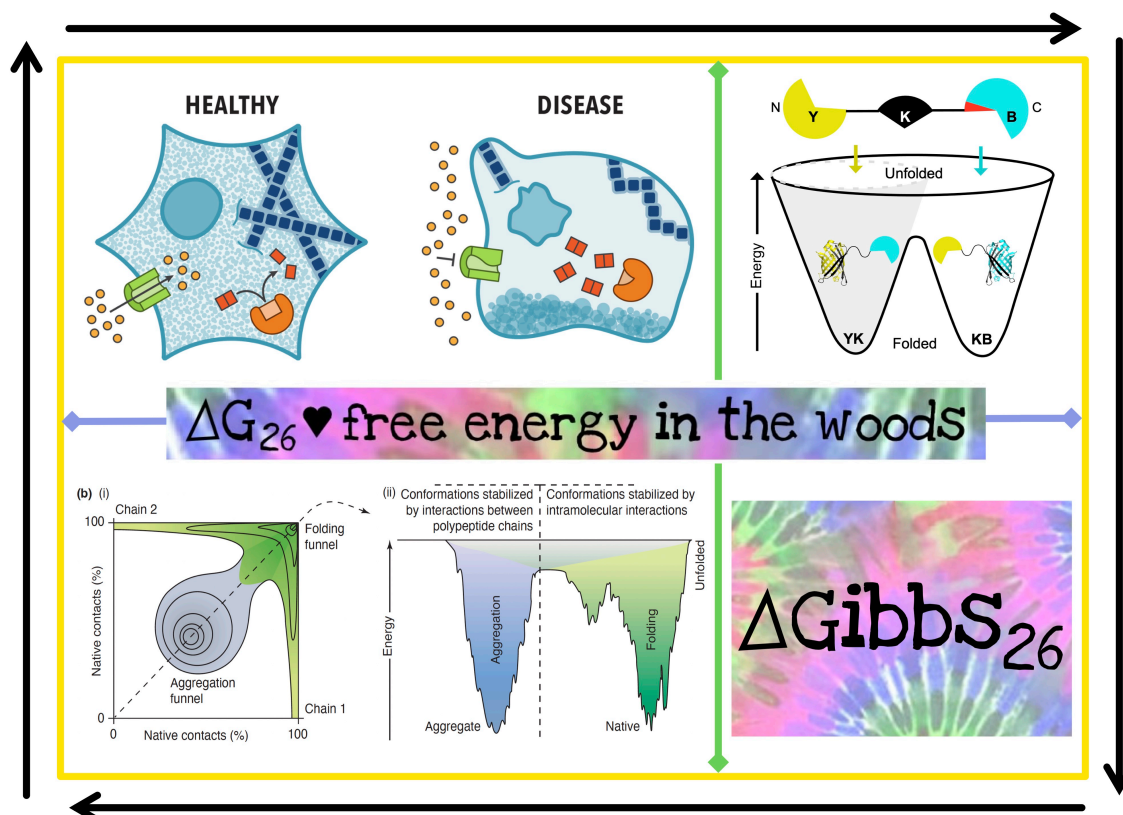 HEALTHY
DISEASE
N
Y
K
B
C
Unfolded
Energy
YK
Folded
KB
ΔG26♥free energy in the woods
(b) (i)
Chain 2
100
Folding
funnel
Native contacts (%)
Aggregation
funnel
Chain 1
0
0
Native contacts (%)
100
(ii) Conformations stabilized
by interactions between
polypeptide chains
Conformations stabilized by
intramolecular interactions
Energy
Aggregation
Folding
Unfolded
Aggregate
Native
ΔGibbS26